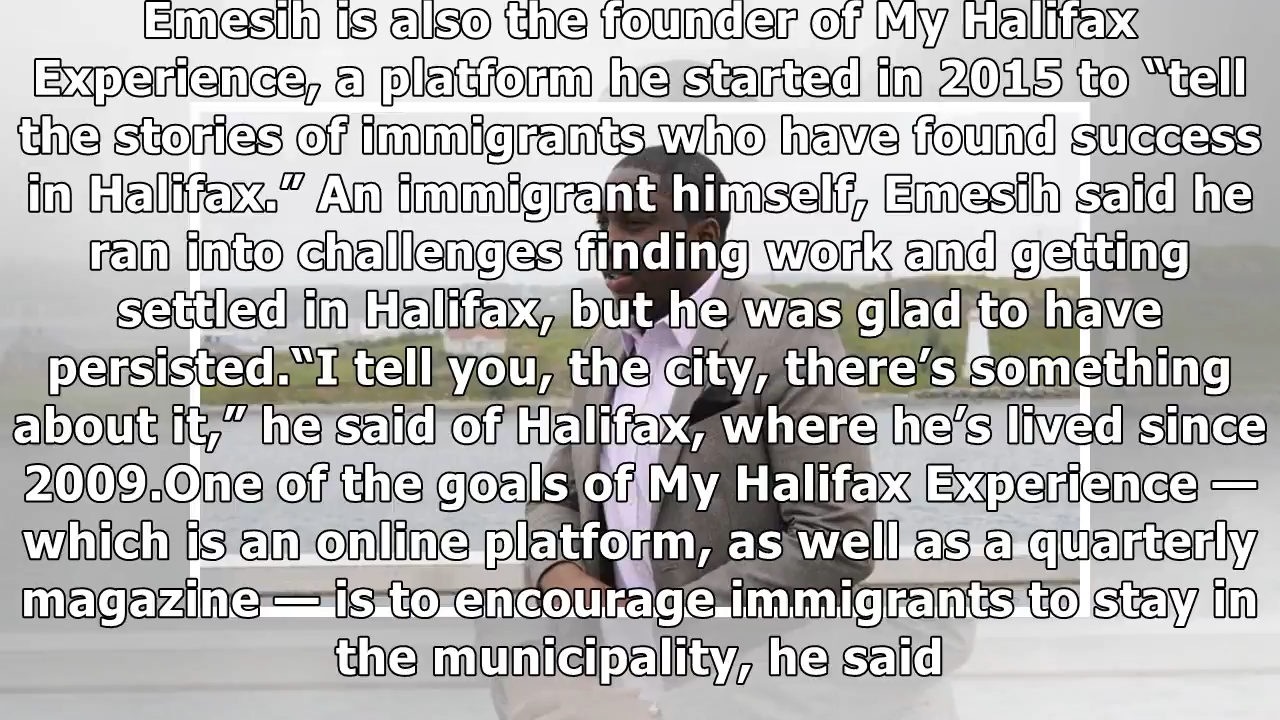 Emesih is also the founder of My Halifax
Experience, a platform he started in 2015 to “tell
the stories of immigrants who have found success
in Halifax.” An immigrant himself, Emesih said he
ran into challenges finding work and getting
settled in Halifax, but he was glad to have
persisted.“I tell you, the city, there’s something
about it,” he said of Halifax, where he’s lived since
2009.One of the goals of My Halifax Experience —
which is an online platform, as well as a quarterly
magazine — is to encourage immigrants to stay in
the municipality, he said